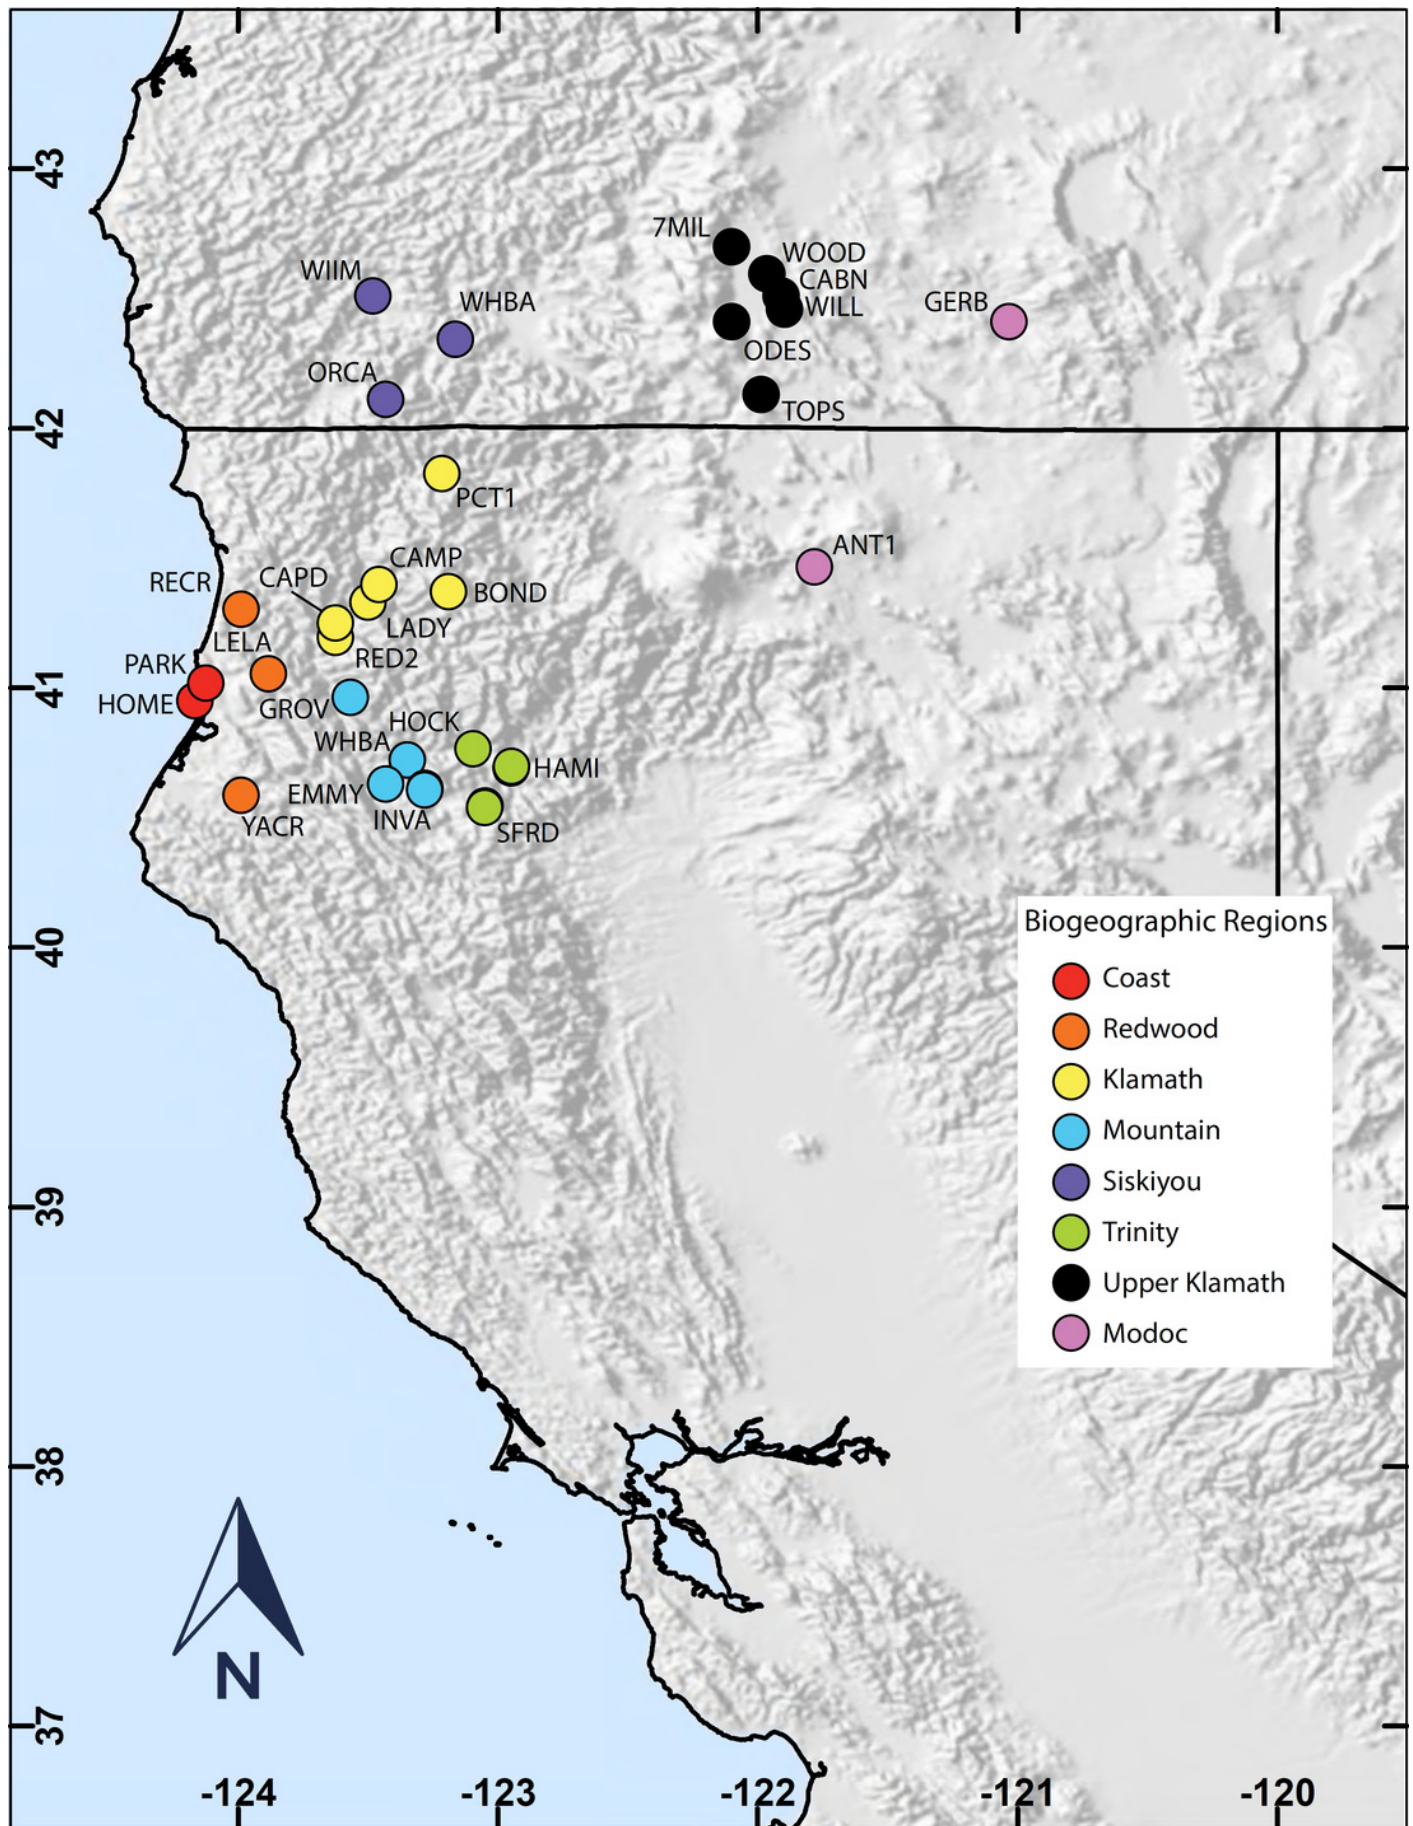 43
7MIL
WOOD
WIIM
CABN
WHBA
GERB
WILL
ODES
ORCA
TOPS
42
PCT1
ANT1
CAMP
RECR
CAPD
BOND
LELA
LADY
RED2
PARK
41
HOME
GROV
HOCK
WHBA
HAMI
EMMY
INVA
YACR
SFRD
Biogeographic Regions
40
Coast
Redwood
Klamath
Mountain
Siskiyou
39
Trinity
Upper Klamath
Modoc
38
N
37
-124
-123
-122
-121
-120